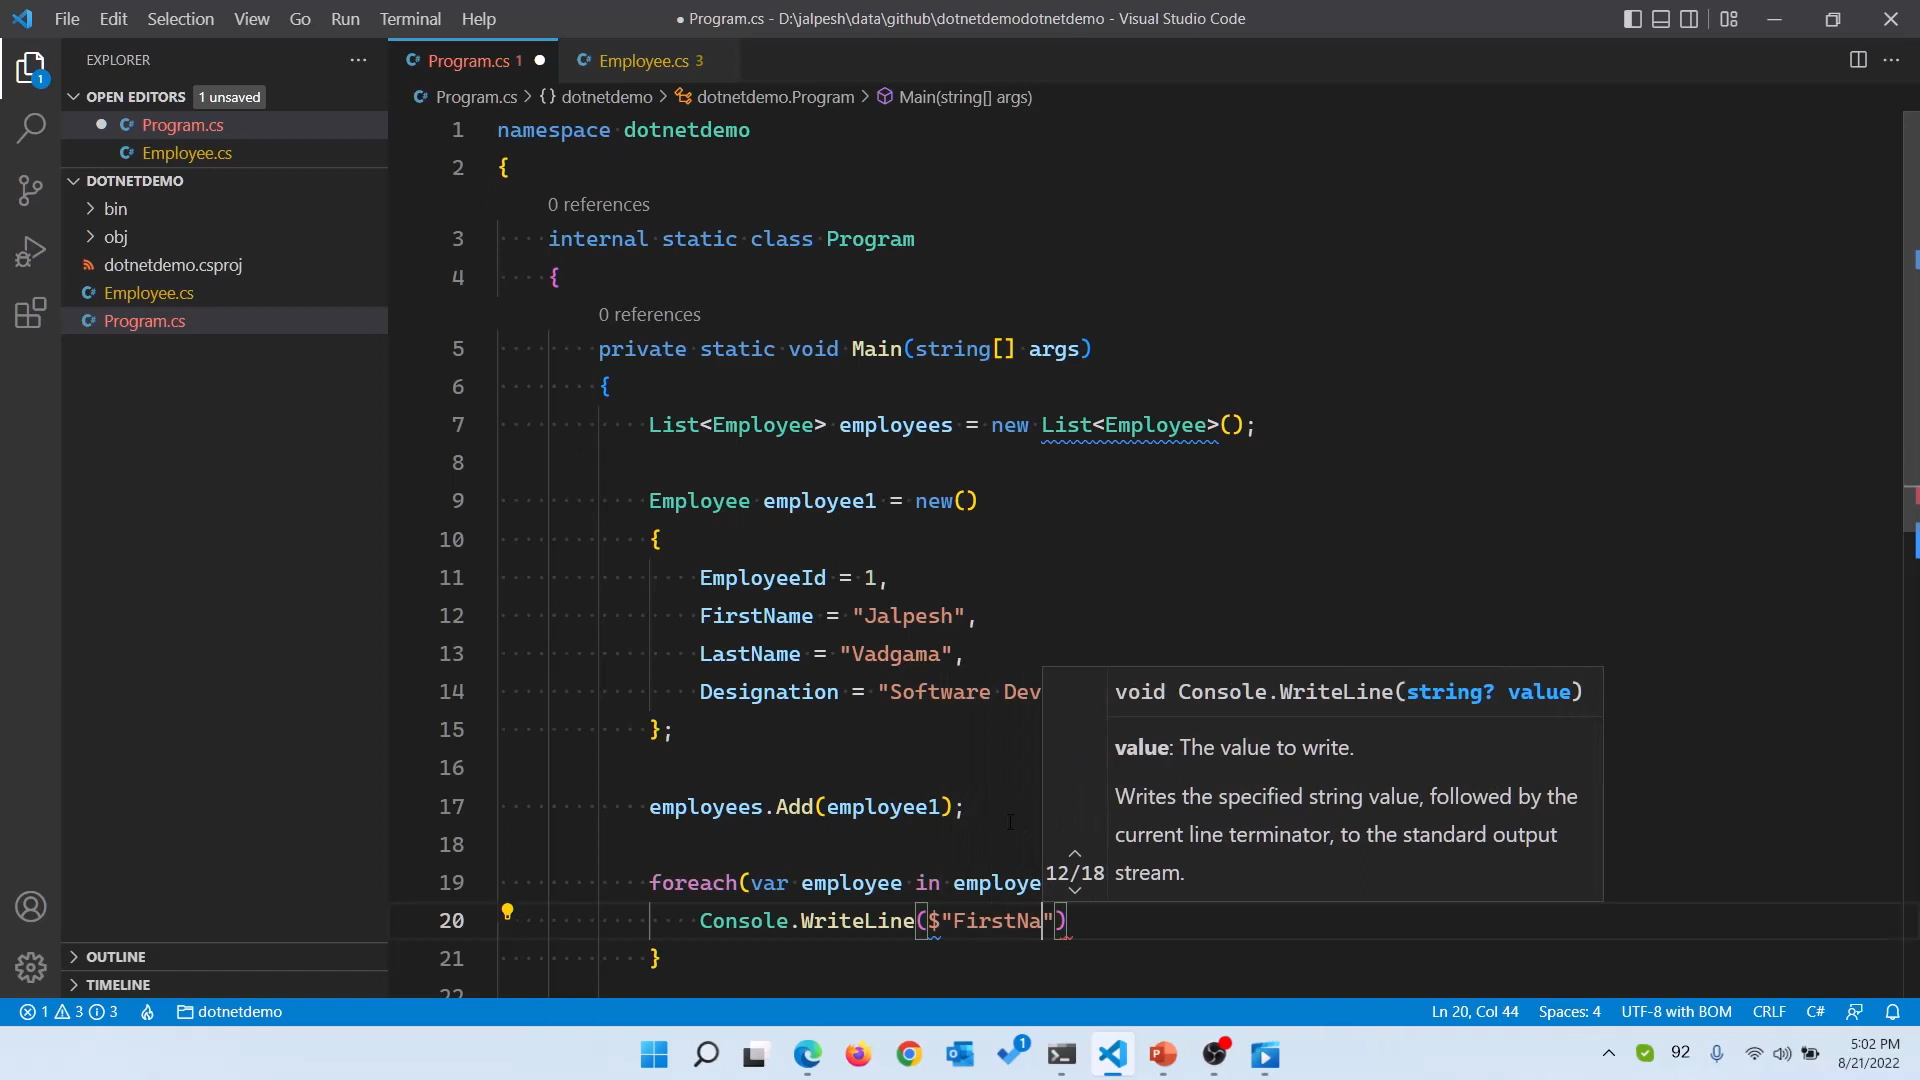 File Edit Selection View Go Run Terminal Help
● Program.cs - D:\jalpesh\data\github\dotnetdemodotnetdemo - Visual Studio Code
EXPLORER
OPEN EDITORS 1 unsaved
Program.cs
Employee.cs
DOTNETDEMO
bin
obj
dotnetdemo.csproj
Employee.cs
Program.cs
OUTLINE
TIMELINE
1
Program.cs 1
Employee.cs 3
Program.cs > {} dotnetdemo > dotnetdemo.Program > Main(string[] args)
1 namespace dotnetdemo
2 {
0 references
3 internal static class Program
4 {
0 references
5 private static void Main(string[] args)
6 {
7 List<Employee> employees = new List<Employee>();
8
9 Employee employee1 = new()
10 {
11 EmployeeId = 1,
12 FirstName = "Jalpesh",
13 LastName = "Vadgama",
14 Designation = "Software Dev
15 };
16
17 employees.Add(employee1);
18
19 foreach(var employee in employe
20 Console.WriteLine($"FirstNa")
21 }
22
void Console.WriteLine(string? value)
value: The value to write.
Writes the specified string value, followed by the
current line terminator, to the standard output
stream.
12/18
1 3 3 dotnetdemo
Ln 20, Col 44 Spaces: 4 UTF-8 with BOM CRLF C#
1
92
5:02 PM
8/21/2022